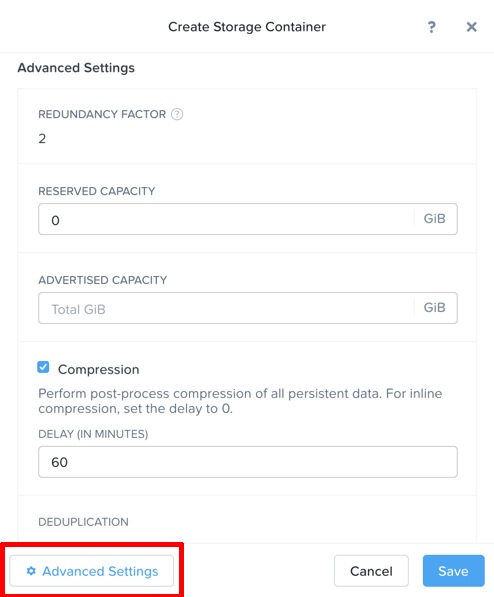 Create Storage Container
?
Advanced Settings
REDUNDANCY FACTOR ?
2
RESERVED CAPACITY
0 GiB
ADVERTISED CAPACITY
Total GiB GiB
Compression
Perform post-process compression of all persistent data. For inline
compression, set the delay to 0.
DELAY (IN MINUTES)
60
DEDUPLICATION
Advanced Settings
Cancel
Save